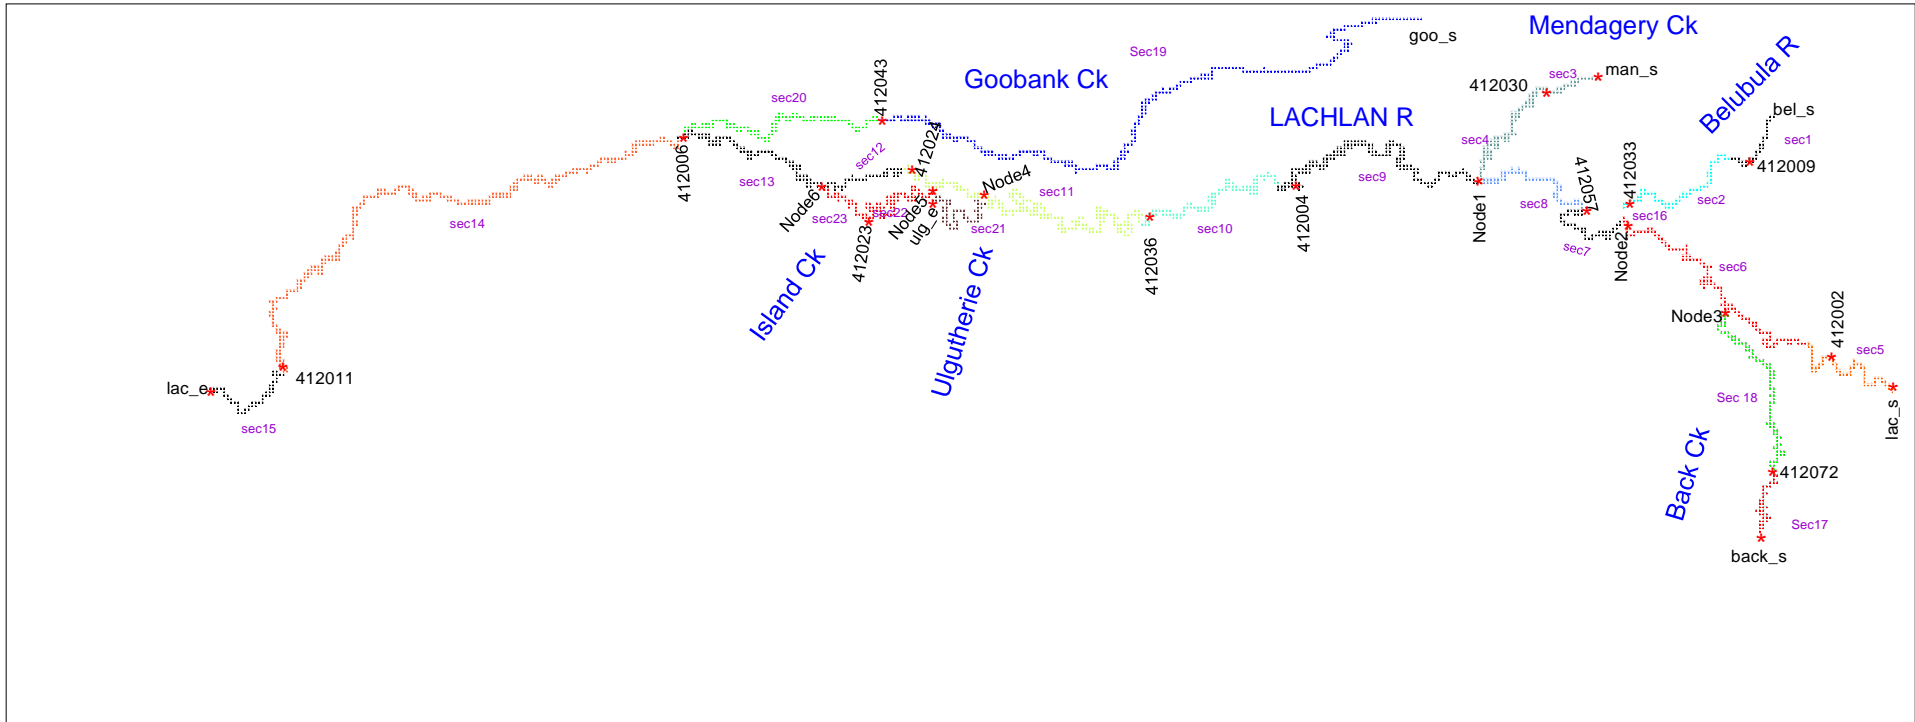 Mendagery Ck
goo_s
Sec19
Goobank Ck
412043
sec20
sec3
man_s
412030
Belubula R
bel_s
LACHLAN R
sec1
sec4
412009
412024
sec12
412006
412033
412057
sec13
Node4
sec11
sec9
sec8
sec2
sec16
Node6
sec23
sec22
Node5
ulg_e
sec21
412023
sec14
sec10
412004
Node1
412036
sec7
Node2
sec6
Island Ck
Ulgutherie Ck
Node3
412002
sec5
lac_e
412011
sec15
Sec 18
lac_s
Back Ck
412072
Sec17
back_s